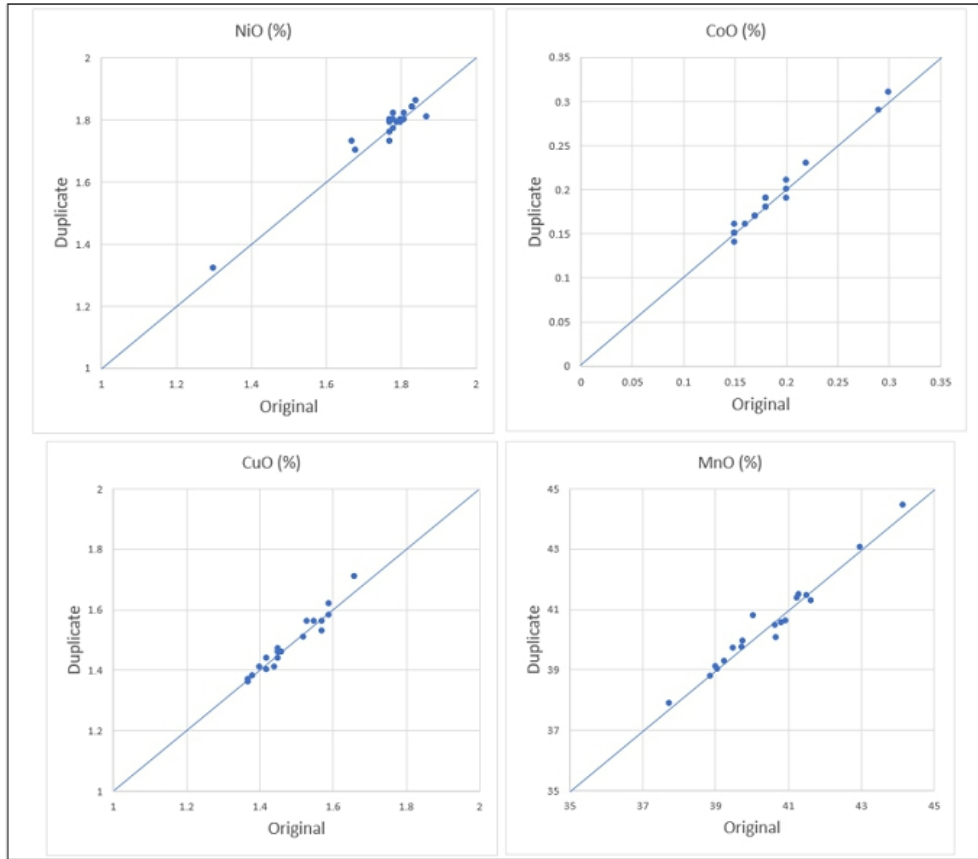 NiO (%)
2
1.8
1.6
1.4
1.2
1
Duplicate
1 1.2 1.4 1.6 1.8 2
Original
CoO (%)
0.35
0.3
0.25
0.2
0.15
0.1
0.05
0
Duplicate
0 0.05 0.1 0.15 0.2 0.25 0.3 0.35
Original
CuO (%)
2
1.8
1.6
1.4
1.2
1
Duplicate
1 1.2 1.4 1.6 1.8 2
Original
MnO (%)
45
43
41
39
37
35
Duplicate
35 37 39 41 43 45
Original